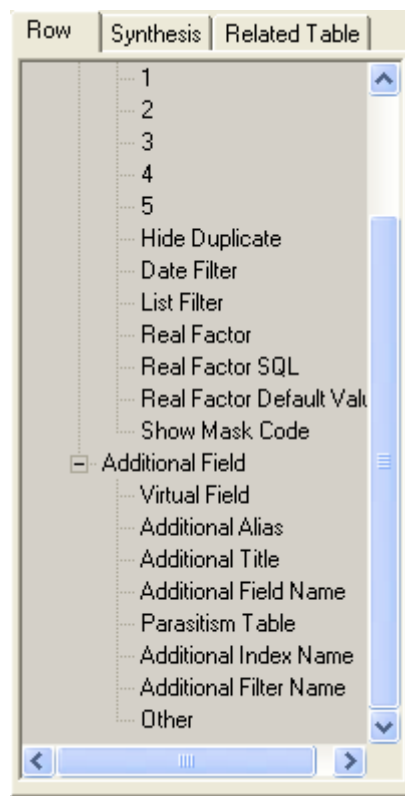 Row Synthesis Related Table
1
2
3
4
5
Hide Duplicate
Date Filter
List Filter
Real Factor
Real Factor SQL
Real Factor Default Valu
Show Mask Code
Additional Field
Virtual Field
Additional Alias
Additional Title
Additional Field Name
Parasitism Table
Additional Index Name
Additional Filter Name
Other